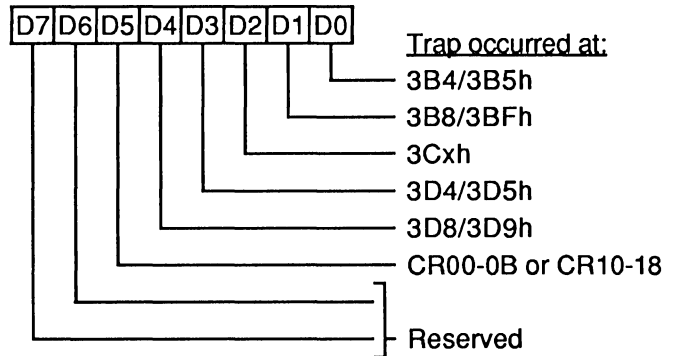 D7 D6 D5 D4 D3 D2 D1 D0
Trap occurred at:
3B4/3B5h
3B8/3BFh
3Cxh
3D4/3D5h
3D8/3D9h
CR00-0B or CR10-18
Reserved